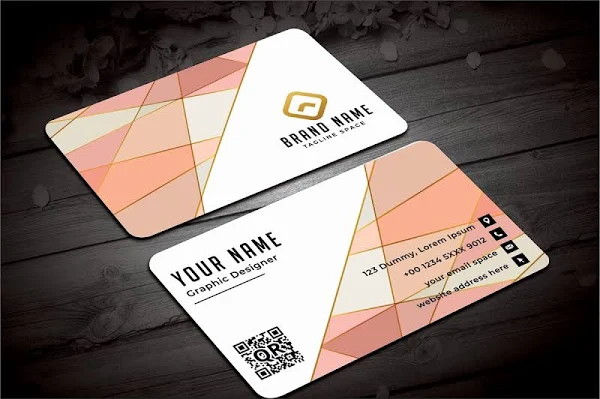 BRAND NAME
TAGLINE SPACE
YOUR NAME
Graphic Designer
123 Dummy, Lorem Ipsum
+00 1234 5XXX 9012
your email space
website address here
QR